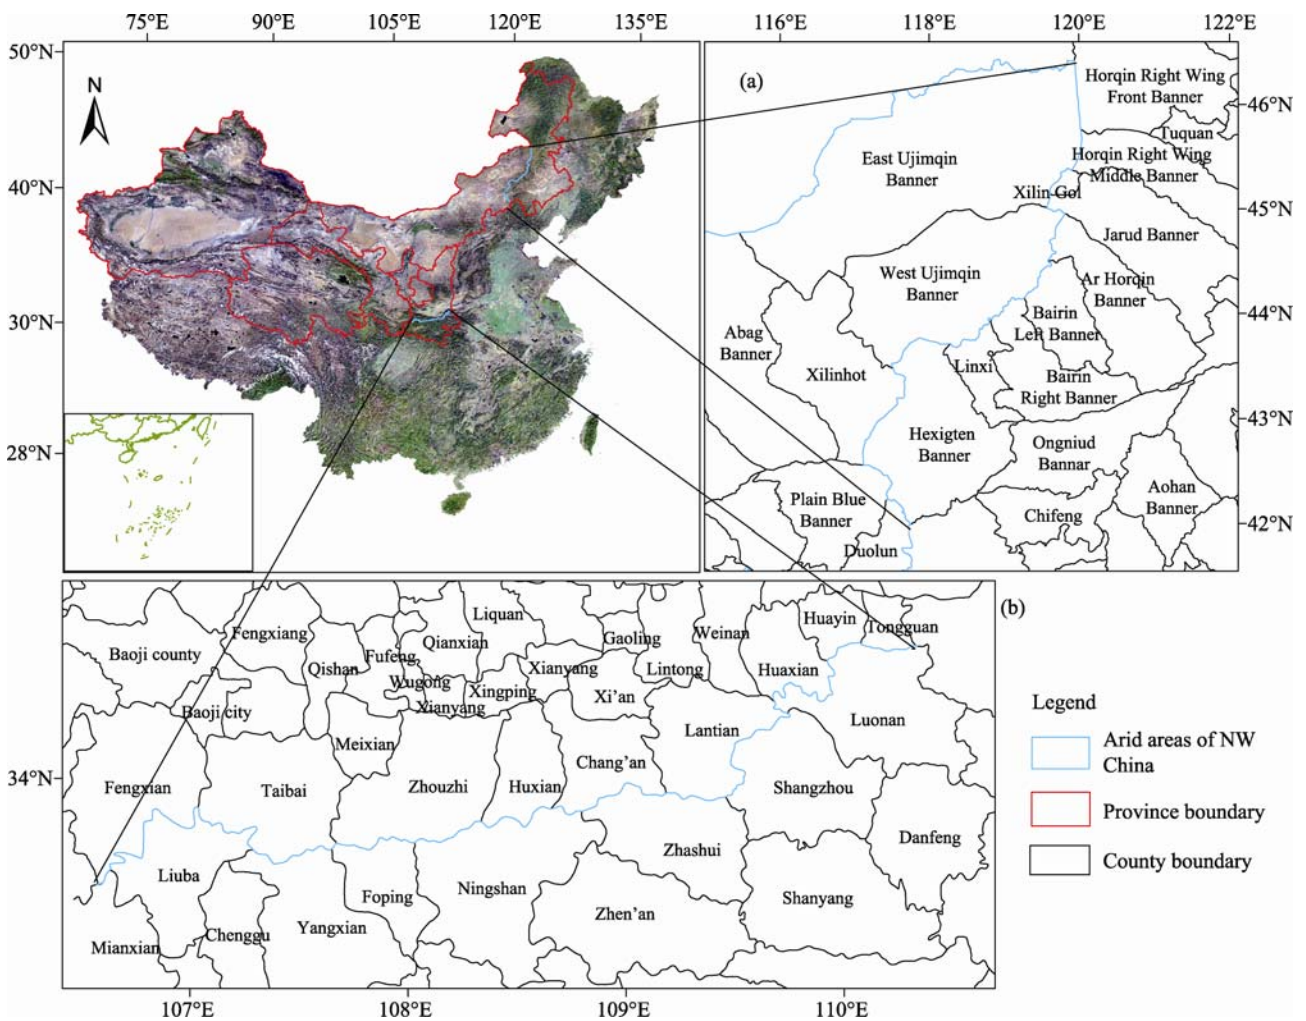 75°E
90°E
105°E
120°E
135°E
116°E
118°E
120°E
122°E
50°N
40°N
30°N
28°N
N
(a)
46°N
45°N
44°N
43°N
42°N
Horqin Right Wing
Front Banner
Tuquan
East Ujimqin
Banner
Horqin Right Wing
Middle Banner
Xilin Gol
Jarud Banner
West Ujimqin
Banner
Ar Horqin
Banner
Abag
Banner
Bairin
Left Banner
Xilinhot
Linxi
Bairin
Right Banner
Hexigten
Banner
Ongniud
Bannar
Plain Blue
Banner
Chifeng
Aohan
Banner
Duolun
(b)
Fengxiang
Liquan
Huayin
Tongguan
Baoji county
Qishan
Fufeng
Qianxian
Gaoling
Weinan
Wugong
Xianyang
Lintong
Huaxian
Baoji city
Xianyang
Xingping
Xi'an
Lantian
Luonan
Meixian
Chang'an
Fengxian
Taibai
Zhouzhi
Huxian
Shangzhou
Danfeng
Liuba
Foping
Ningshan
Zhashui
Shanyang
Mianxian
Chenggu
Yangxian
Zhen'an
34°N
107°E
108°E
109°E
110°E
Legend
Arid areas of NW
China
Province boundary
County boundary